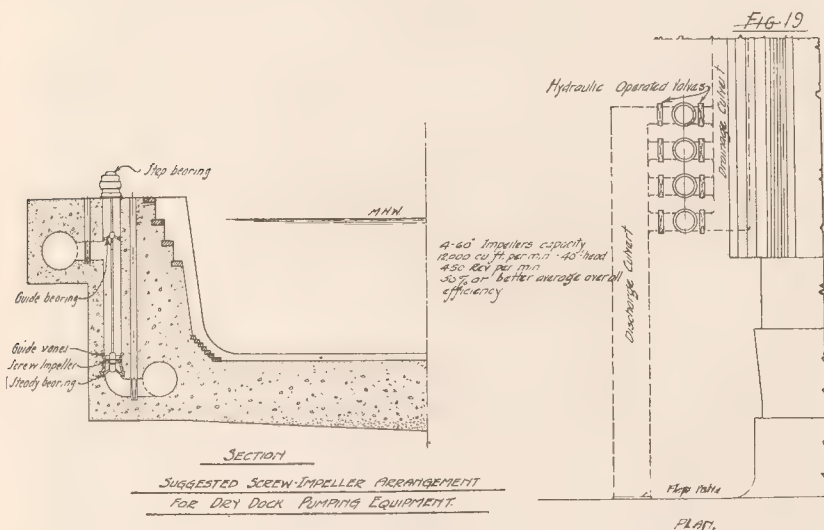 FIG 19
Hydraulic Operated Valves
Drainage Culvert
Discharge Culvert
Step bearing
MHW
4-60" Impellers capacity
12000 cu ft. per min - 40' head
450 Rev per min
50% or better average overall
efficiency
Guide bearing
Guide vanes
Screw Impeller
Steady bearing
SECTION
SUGGESTED SCREW-IMPELLER ARRANGEMENT
FOR DRY DOCK PUMPING EQUIPMENT.
Flap
PLAN.